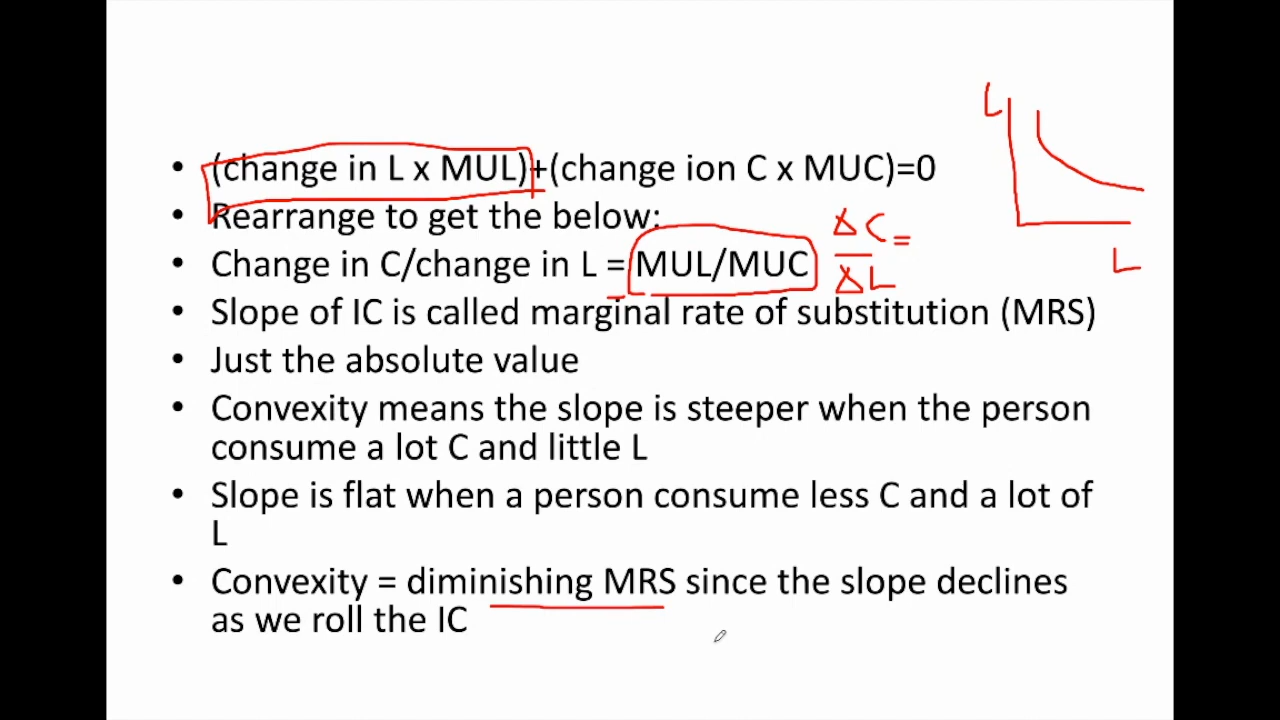 • (change in L x MUL)+(change ion C x MUC)=0
• Rearrange to get the below:
• Change in C/change in L = MUL/MUC
ΔC =
ΔL
L
• Slope of IC is called marginal rate of substitution (MRS)
• Just the absolute value
• Convexity means the slope is steeper when the person
consume a lot C and little L
• Slope is flat when a person consume less C and a lot of
L
• Convexity = diminishing MRS since the slope declines
as we roll the IC